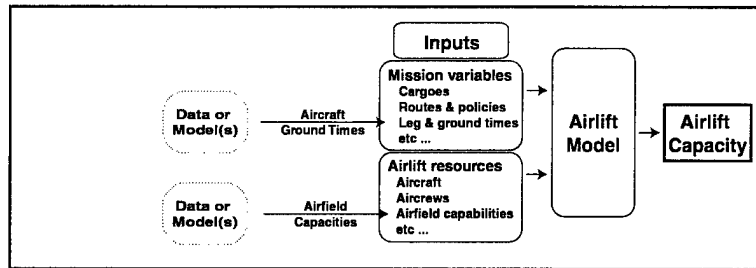 Inputs
Mission variables
Cargoes
Routes & policies
Leg & ground times
etc ...
Data or
Model(s)
Aircraft
Ground Times
Airlift resources
Aircraft
Aircrews
Airfield capabilities
etc ...
Data or
Model(s)
Airfield
Capacities
Airlift
Model
Airlift
Capacity